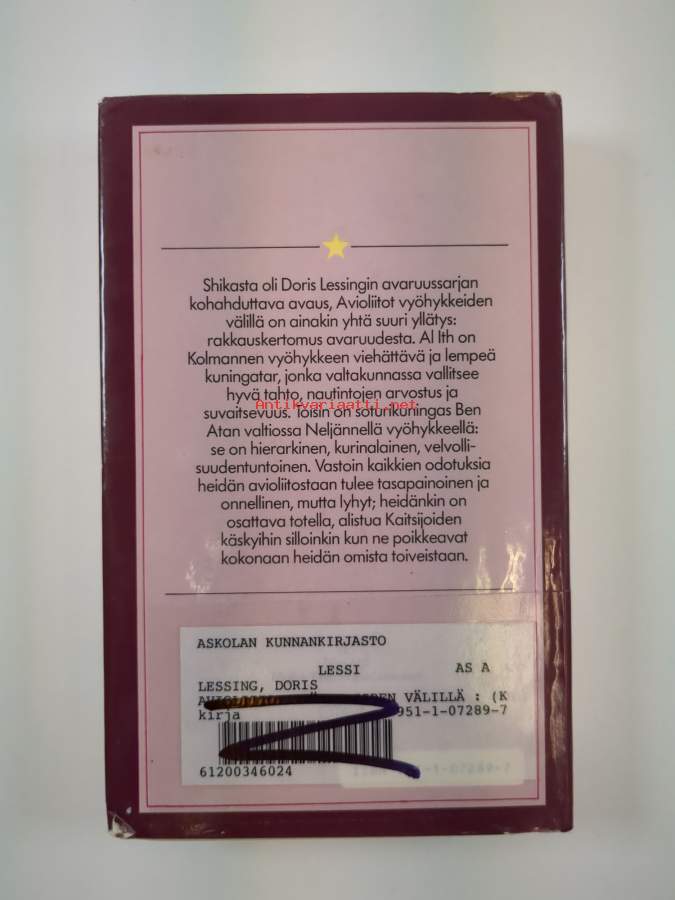 Shikasta oli Doris Lessingin avaruussarjan
kohahduttava avaus, Avioliitot vyöhykkeiden
välillä on ainakin yhtä suuri yllätys:
rakkauskertomus avaruudesta. Al Ith on
Kolmannen vyöhykkeen viehättävä ja lempeä
kuningatar, jonka valtakunnassa vallitsee
hyvä tahto, nautintojen arvostus ja
Antikvariaatti.net
suvaitsevuus. Toisin on soturikuningas Ben
Atan valtiossa Neljännellä vyöhykkeellä:
se on hierarkinen, kurinalainen, velvolli-
suudentuntoinen. Vastoin kaikkien odotuksia
heidän avioliitostaan tulee tasapainoinen ja
onnellinen, mutta lyhyt; heidänkin on
osattava totella, alistua Kaitsijoiden
käskyihin silloinkin kun ne poikkeavat
kokonaan heidän omista toiveistaan.
ASKOLAN KUNNANKIRJASTO
LESSI AS A
LESSING, DORIS
VÄLILLÄ : (K
kirja 951-1-07289-7
61200346024